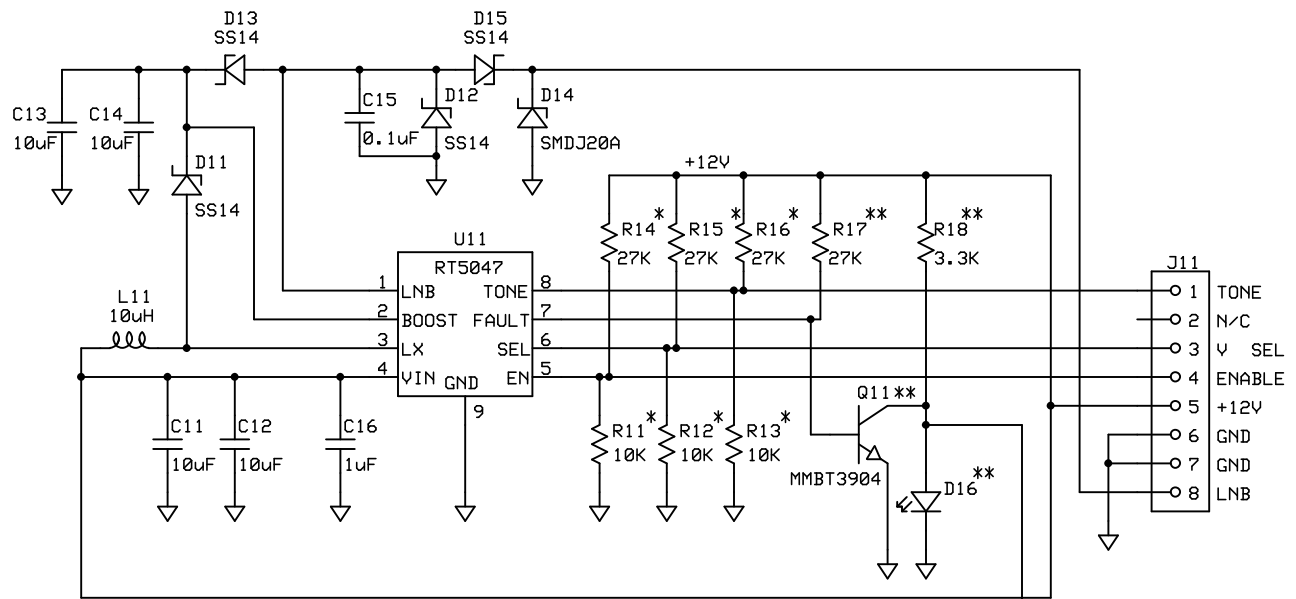 D13
SS14
D15
SS14
C13
10uF
C14
10uF
C15
0.1uF
D12
SS14
D14
SMDJ20A
D11
SS14
+12V
R14 *
27K
R15 *
27K
R16 *
27K
R17 **
27K
R18 **
3.3K
U11
RT5047
1 LNB
2 BOOST
3 LX
4 VIN
GND
9
TONE 8
FAULT 7
SEL 6
EN 5
L11
10uH
C11
10uF
C12
10uF
C16
1uF
R11 *
10K
R12 *
10K
R13 *
10K
Q11 **
MMBT3904
D16 **
J11
1 TONE
2 N/C
3 V SEL
4 ENABLE
5 +12V
6 GND
7 GND
8 LNB